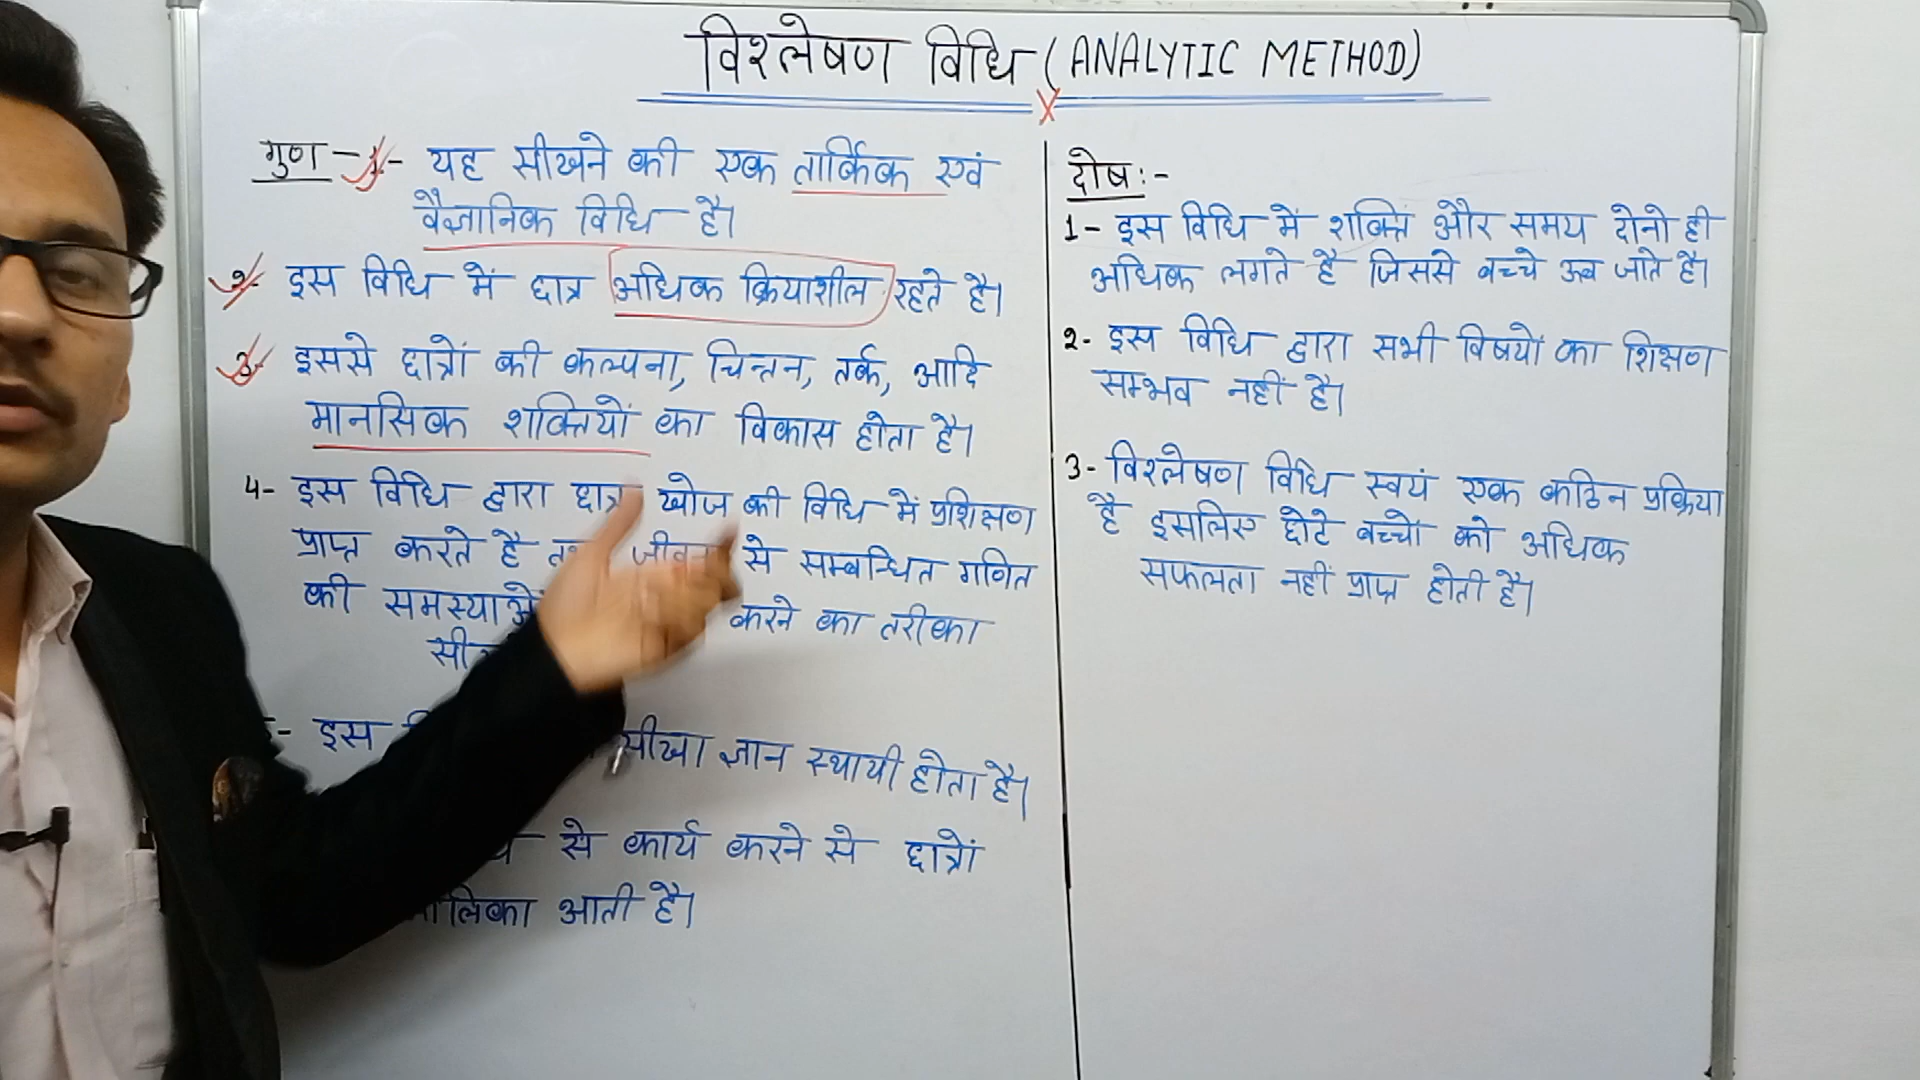 विश्लेषण विधि (ANALYTIC METHOD)
गुण - 1- यह सीखने की एक तार्किक एवं
वैज्ञानिक विधि है।
2- इस विधि में छात्र अधिक क्रियाशील रहते है।
3- इससे छात्रों की कल्पना, चिन्तन, तर्क, आदि
मानसिक शक्तियों का विकास होता है।
4- इस विधि द्वारा छात्र खोज की विधि में प्रशिक्षण
प्राप्त करते है जीवन से सम्बन्धित गणित
की समस्याओं करने का तरीका
इस सीखा ज्ञान स्थायी होता है।
से कार्य करने से छात्रों
आती है।
दोष:-
1- इस विधि में शक्ति और समय दोनो ही
अधिक लगते है जिससे बच्चे ऊब जाते है।
2- इस विधि द्वारा सभी विषयों का शिक्षण
सम्भव नहीं है।
3- विश्लेषण विधि स्वयं एक कठिन प्रक्रिया
है इसलिए छोटे बच्चों को अधिक
सफलता नहीं प्राप्त होती है।